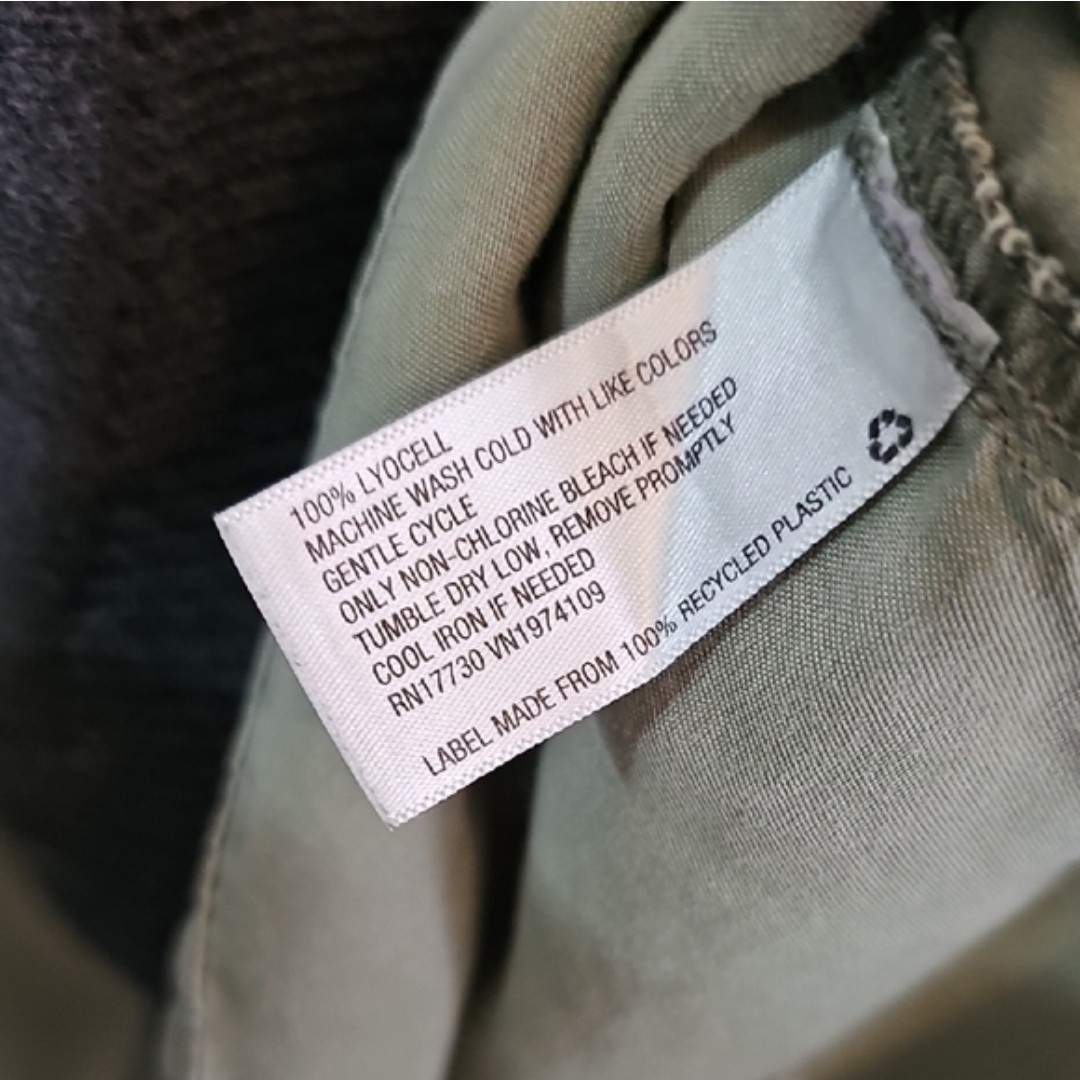 100% LYOCELL
MACHINE WASH COLD WITH LIKE COLORS
GENTLE CYCLE
ONLY NON-CHLORINE BLEACH IF NEEDED
TUMBLE DRY LOW, REMOVE PROMPTLY
COOL IRON IF NEEDED
RN17730 VN1974109
LABEL MADE FROM 100% RECYCLED PLASTIC